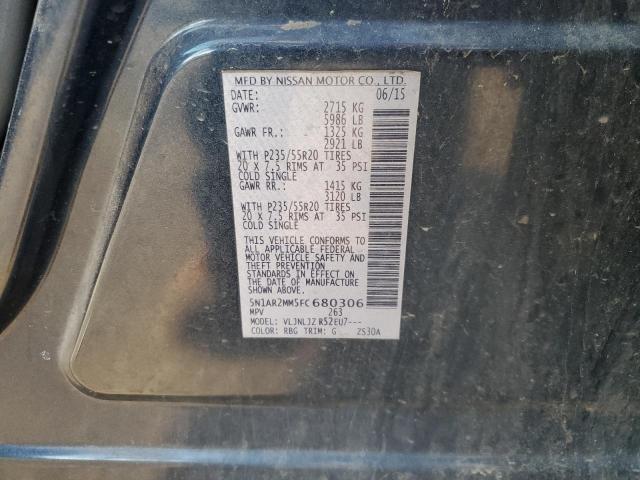 MFD BY NISSAN MOTOR CO., LTD.
DATE: 06/15
GVWR: 2715 KG
5986 LB
GAWR FR.: 1325 KG
2921 LB
WITH P235/55R20 TIRES
20 X 7.5 RIMS AT 35 PSI
COLD SINGLE
GAWR RR.: 1415 KG
3120 LB
WITH P235/55R20 TIRES
20 X 7.5 RIMS AT 35 PSI
COLD SINGLE
THIS VEHICLE CONFORMS TO
ALL APPLICABLE FEDERAL
MOTOR VEHICLE SAFETY AND
THEFT PREVENTION
STANDARDS IN EFFECT ON
THE DATE OF MANUFACTURE
SHOWN ABOVE.
5N1AR2MM5FC680306
MPV 263
MODEL: VLJNLJZ R52EU7---
COLOR: RBG TRIM: G ZS30A